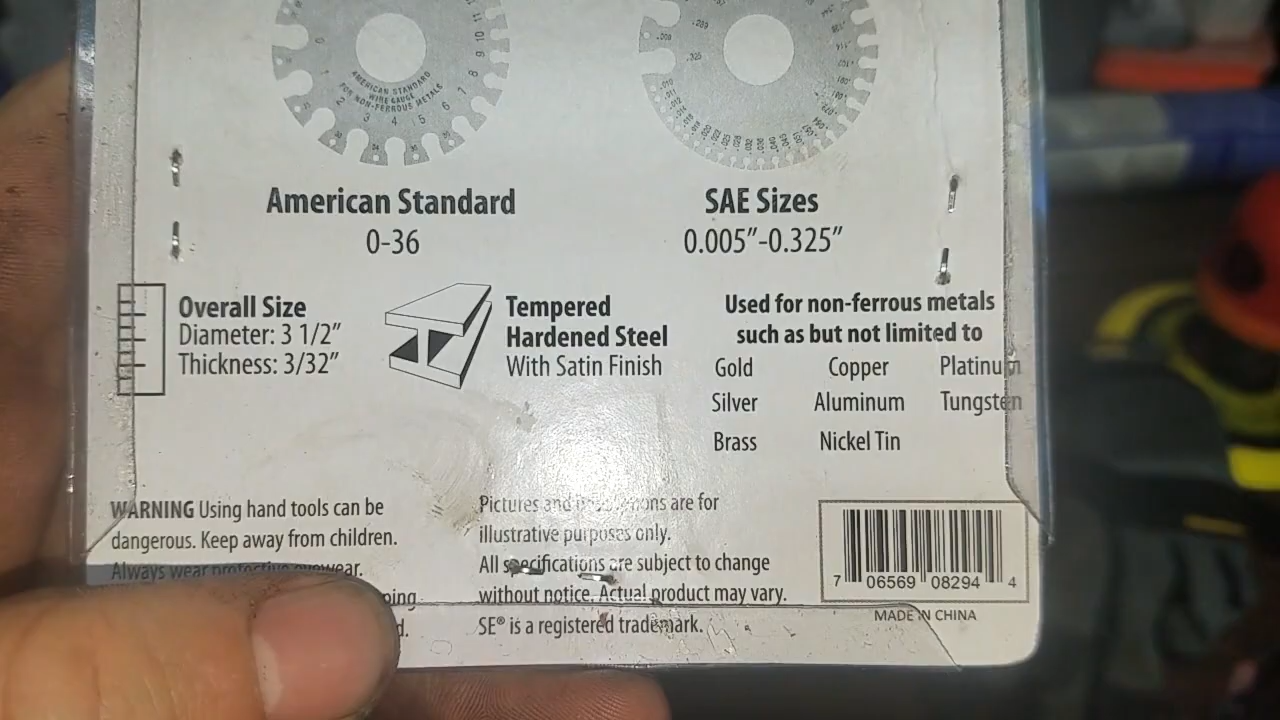 AMERICAN STANDARD
WIRE GAUGE
FOR NON-FERROUS METALS
American Standard
0-36
SAE Sizes
0.005”-0.325”
Overall Size
Diameter: 3 1/2”
Thickness: 3/32”
Tempered
Hardened Steel
With Satin Finish
Used for non-ferrous metals
such as but not limited to
Gold Copper Platinum
Silver Aluminum Tungsten
Brass Nickel Tin
WARNING Using hand tools can be
dangerous. Keep away from children.
Always wear protective eyewear.
Pictures and are for
illustrative purposes only.
All specifications are subject to change
without notice. Actual product may vary.
SE® is a registered trademark.
7 06569 08294 4
MADE IN CHINA